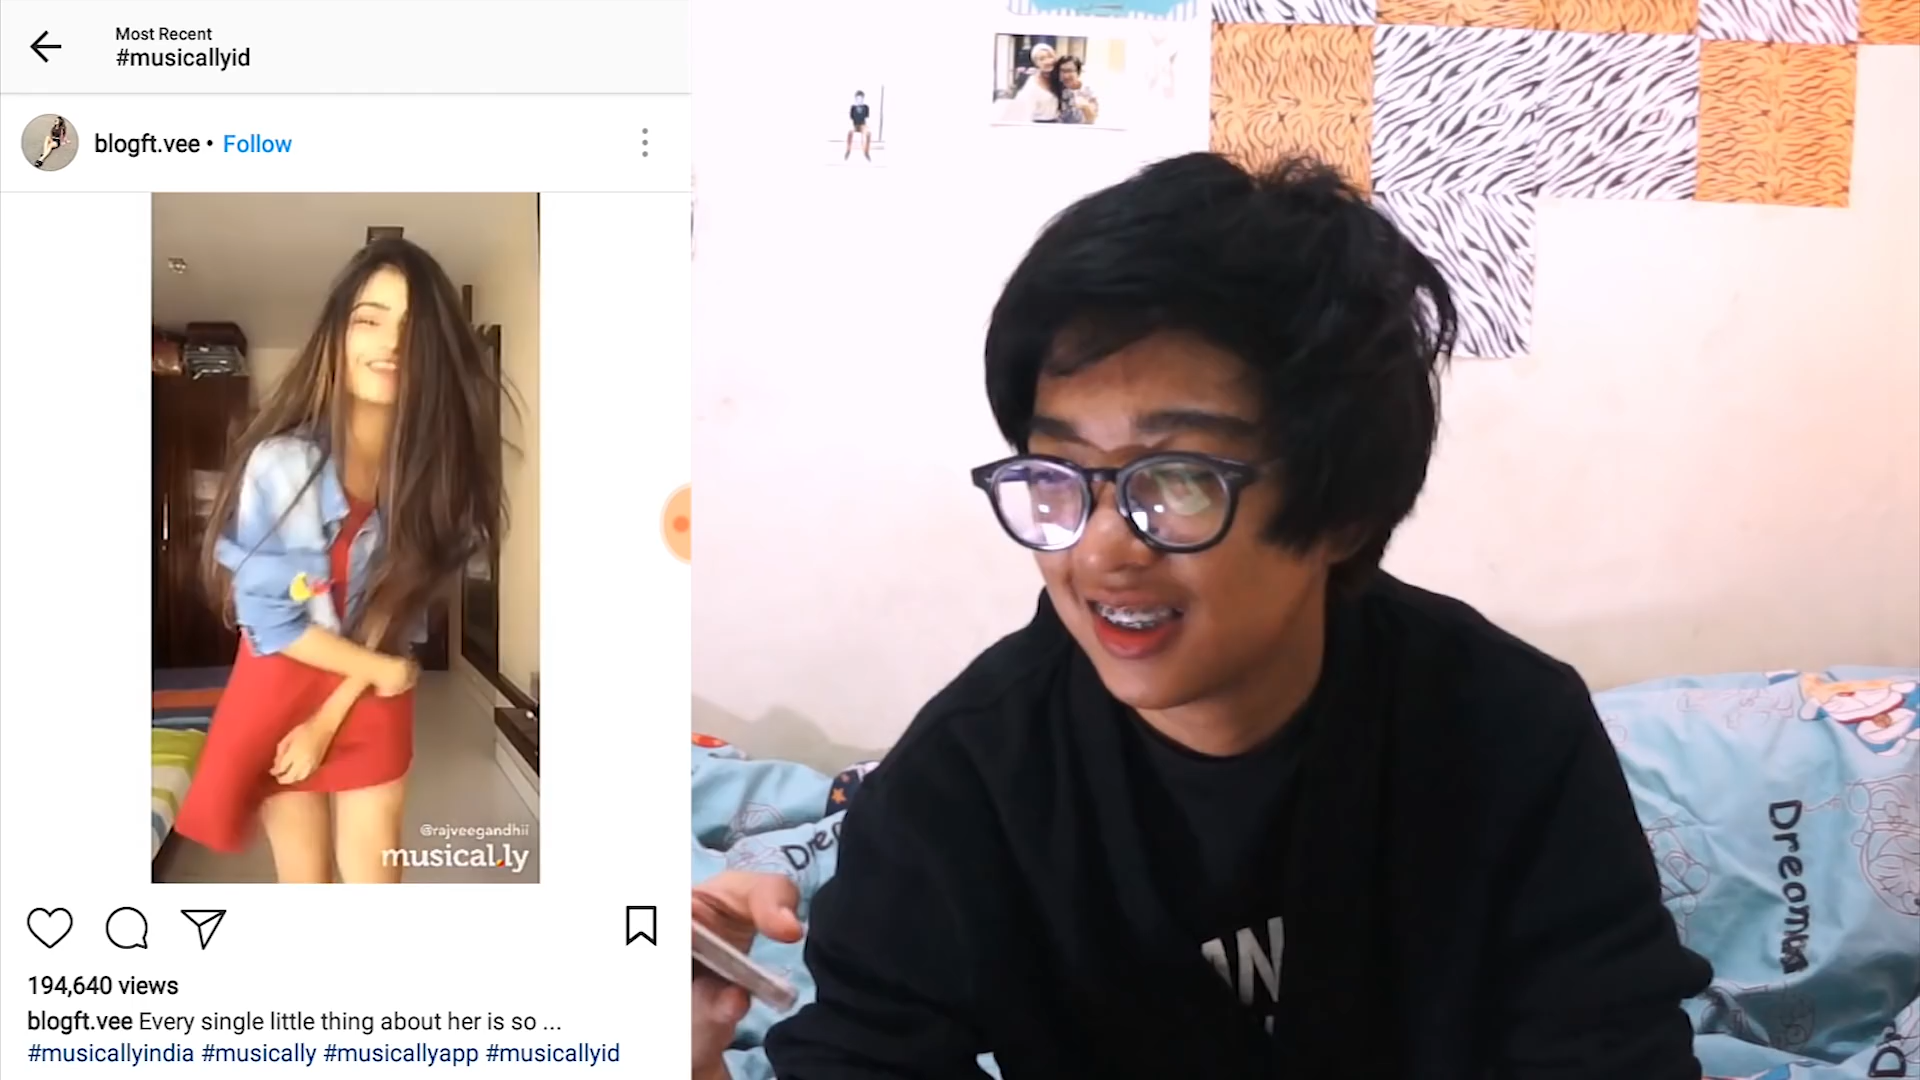 Most Recent
#musicallyid
blogft.vee • Follow
@rajveegandhii
musical.ly
194,640 views
blogft.vee Every single little thing about her is so ...
#musicallyindia #musically #musicallyapp #musicallyid